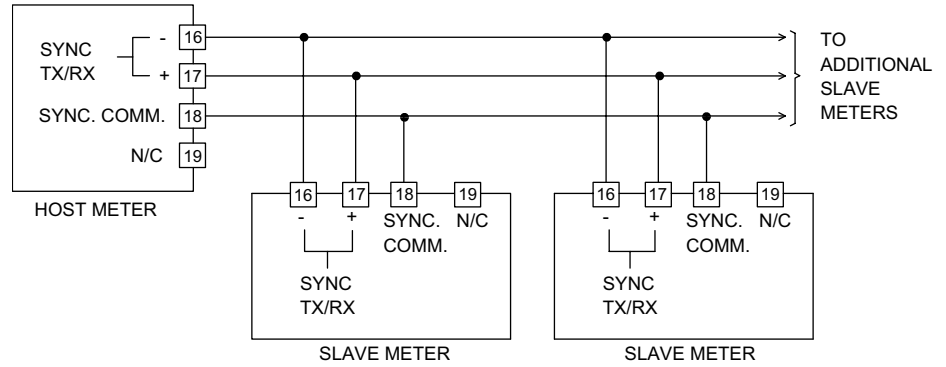 - 16
SYNC
TX/RX
+ 17
SYNC. COMM. 18
N/C 19
HOST METER
TO
ADDITIONAL
SLAVE
METERS
16 17 18 19
- + SYNC. N/C
COMM.
SYNC
TX/RX
SLAVE METER
16 17 18 19
- + SYNC. N/C
COMM.
SYNC
TX/RX
SLAVE METER